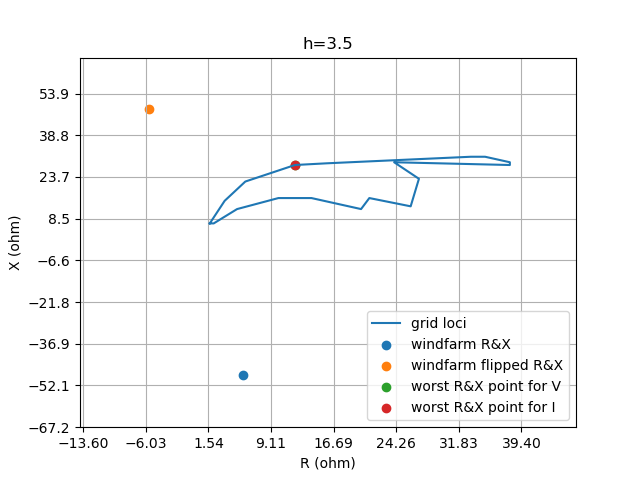 h=3.5
X (ohm)
53.9
38.8
23.7
8.5
−6.6
−21.8
−36.9
−52.1
−67.2
grid loci
windfarm R&X
windfarm flipped R&X
worst R&X point for V
worst R&X point for I
−13.60 −6.03 1.54 9.11 16.69 24.26 31.83 39.40
R (ohm)